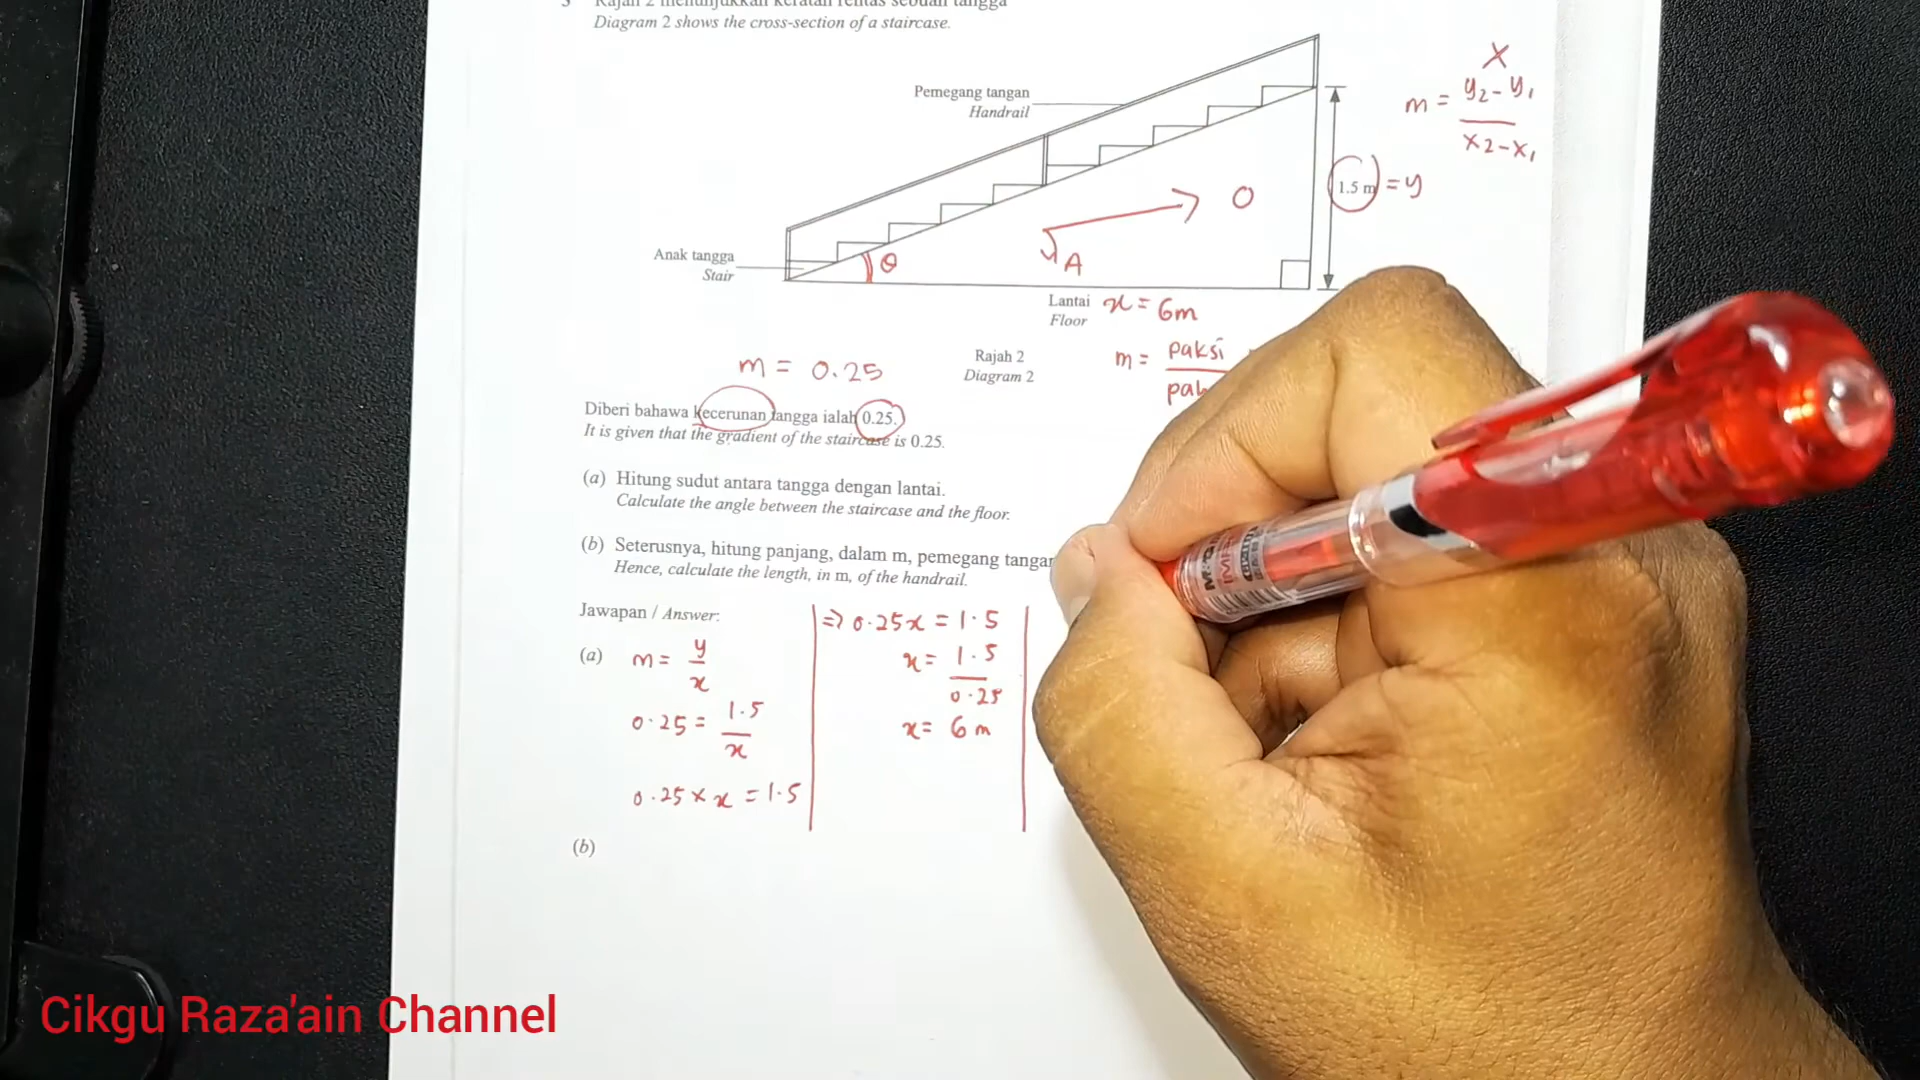 Diagram 2 shows the cross-section of a staircase.
Pemegang tangan
Handrail
Anak tangga
Stair
θ
A
O
1.5 m = y
x
m = y₂ - y₁
x₂ - x₁
Lantai x = 6m
Floor
Rajah 2
Diagram 2
m = 0.25
m = paksi
Diberi bahawa kecerunan tangga ialah 0.25.
It is given that the gradient of the staircase is 0.25.
(a) Hitung sudut antara tangga dengan lantai.
Calculate the angle between the staircase and the floor.
(b) Seterusnya, hitung panjang, dalam m, pemegang
Hence, calculate the length, in m, of the handrail.
Jawapan / Answer:
(a) m = y
x
0.25 = 1.5
x
0.25 × x = 1.5
⇒ 0.25x = 1.5
x = 1.5
0.25
x = 6 m
(b)
Cikgu Raza'ain Channel